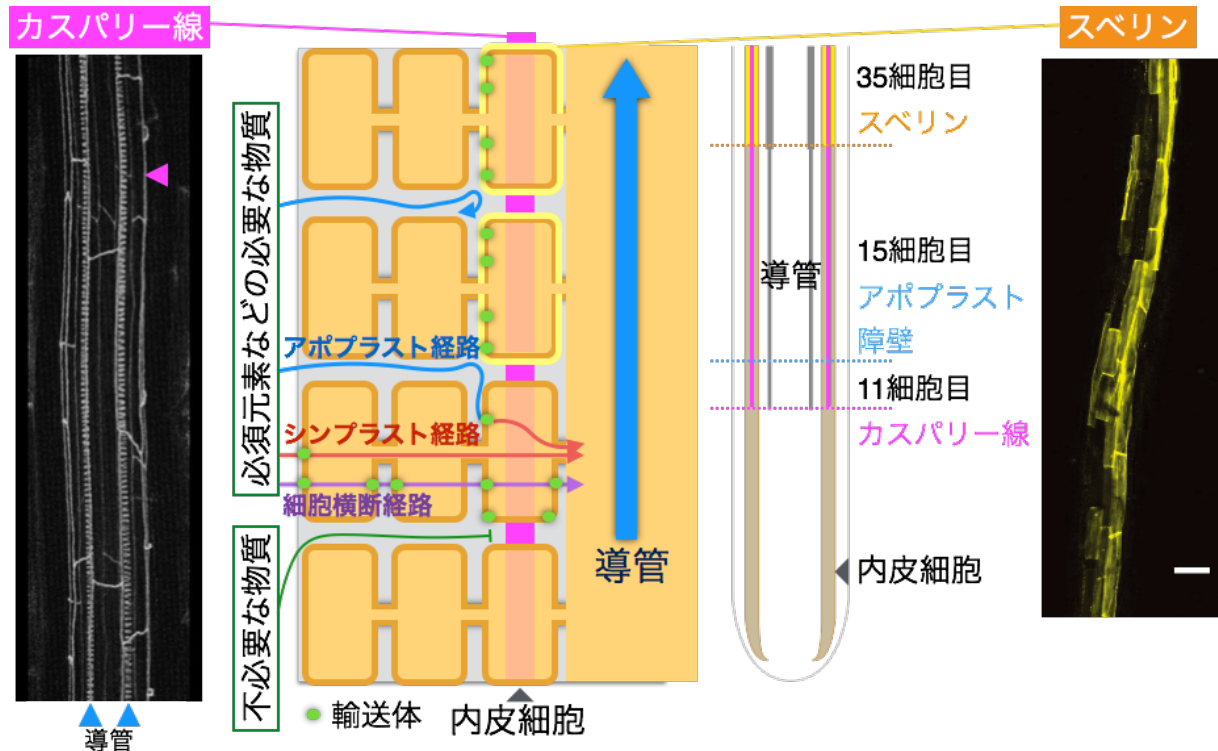 カスパリー線
スベリン
必須元素などの必要な物質
不必要な物質
アポプラスト経路
シンプラスト経路
細胞横断経路
導管
輸送体
内皮細胞
導管
導管
35細胞目
スベリン
15細胞目
アポプラスト
障壁
11細胞目
カスパリー線
内皮細胞